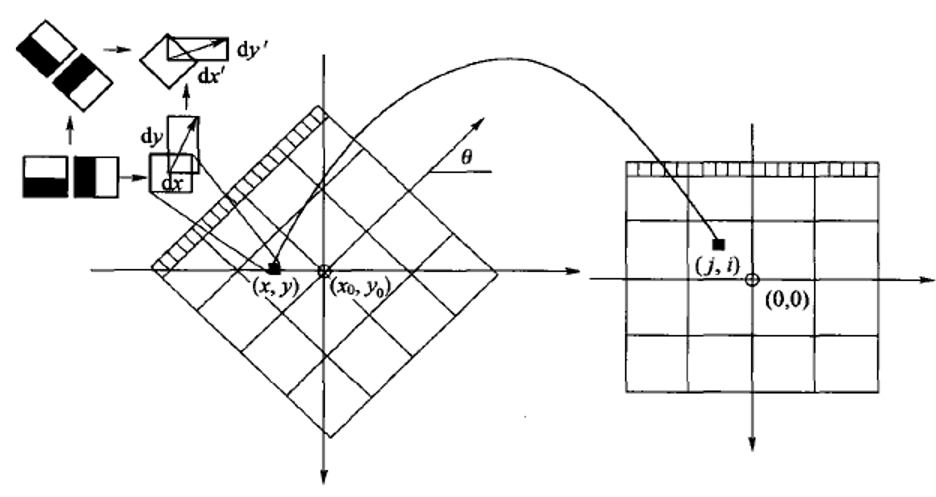 dy′
dx′
dy
dx
θ
(x, y)
(x₀, y₀)
(j, i)
(0,0)